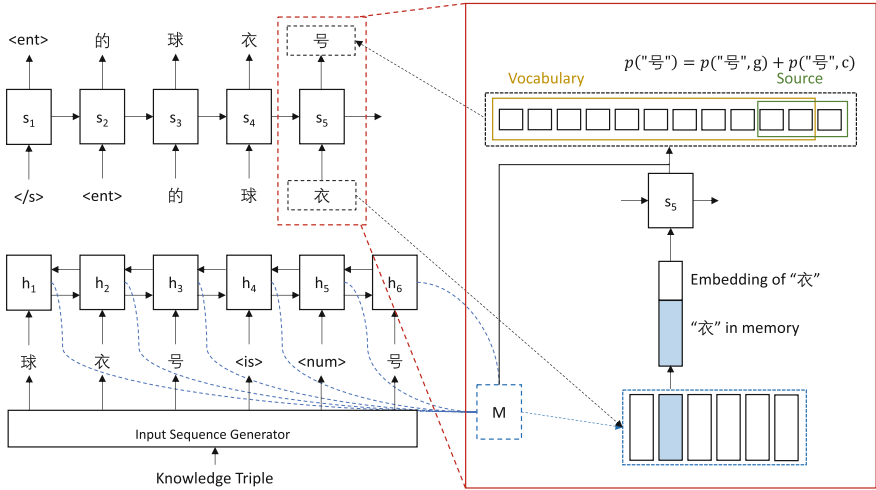 <ent> 的 球 衣 号
s1 s2 s3 s4 s5
</s> <ent> 的 球 衣
h1 h2 h3 h4 h5 h6
球 衣 号 <is> <num> 号
Input Sequence Generator
Knowledge Triple
M
p("号") = p("号", g) + p("号", c)
Vocabulary
Source
s5
Embedding of “衣”
“衣” in memory